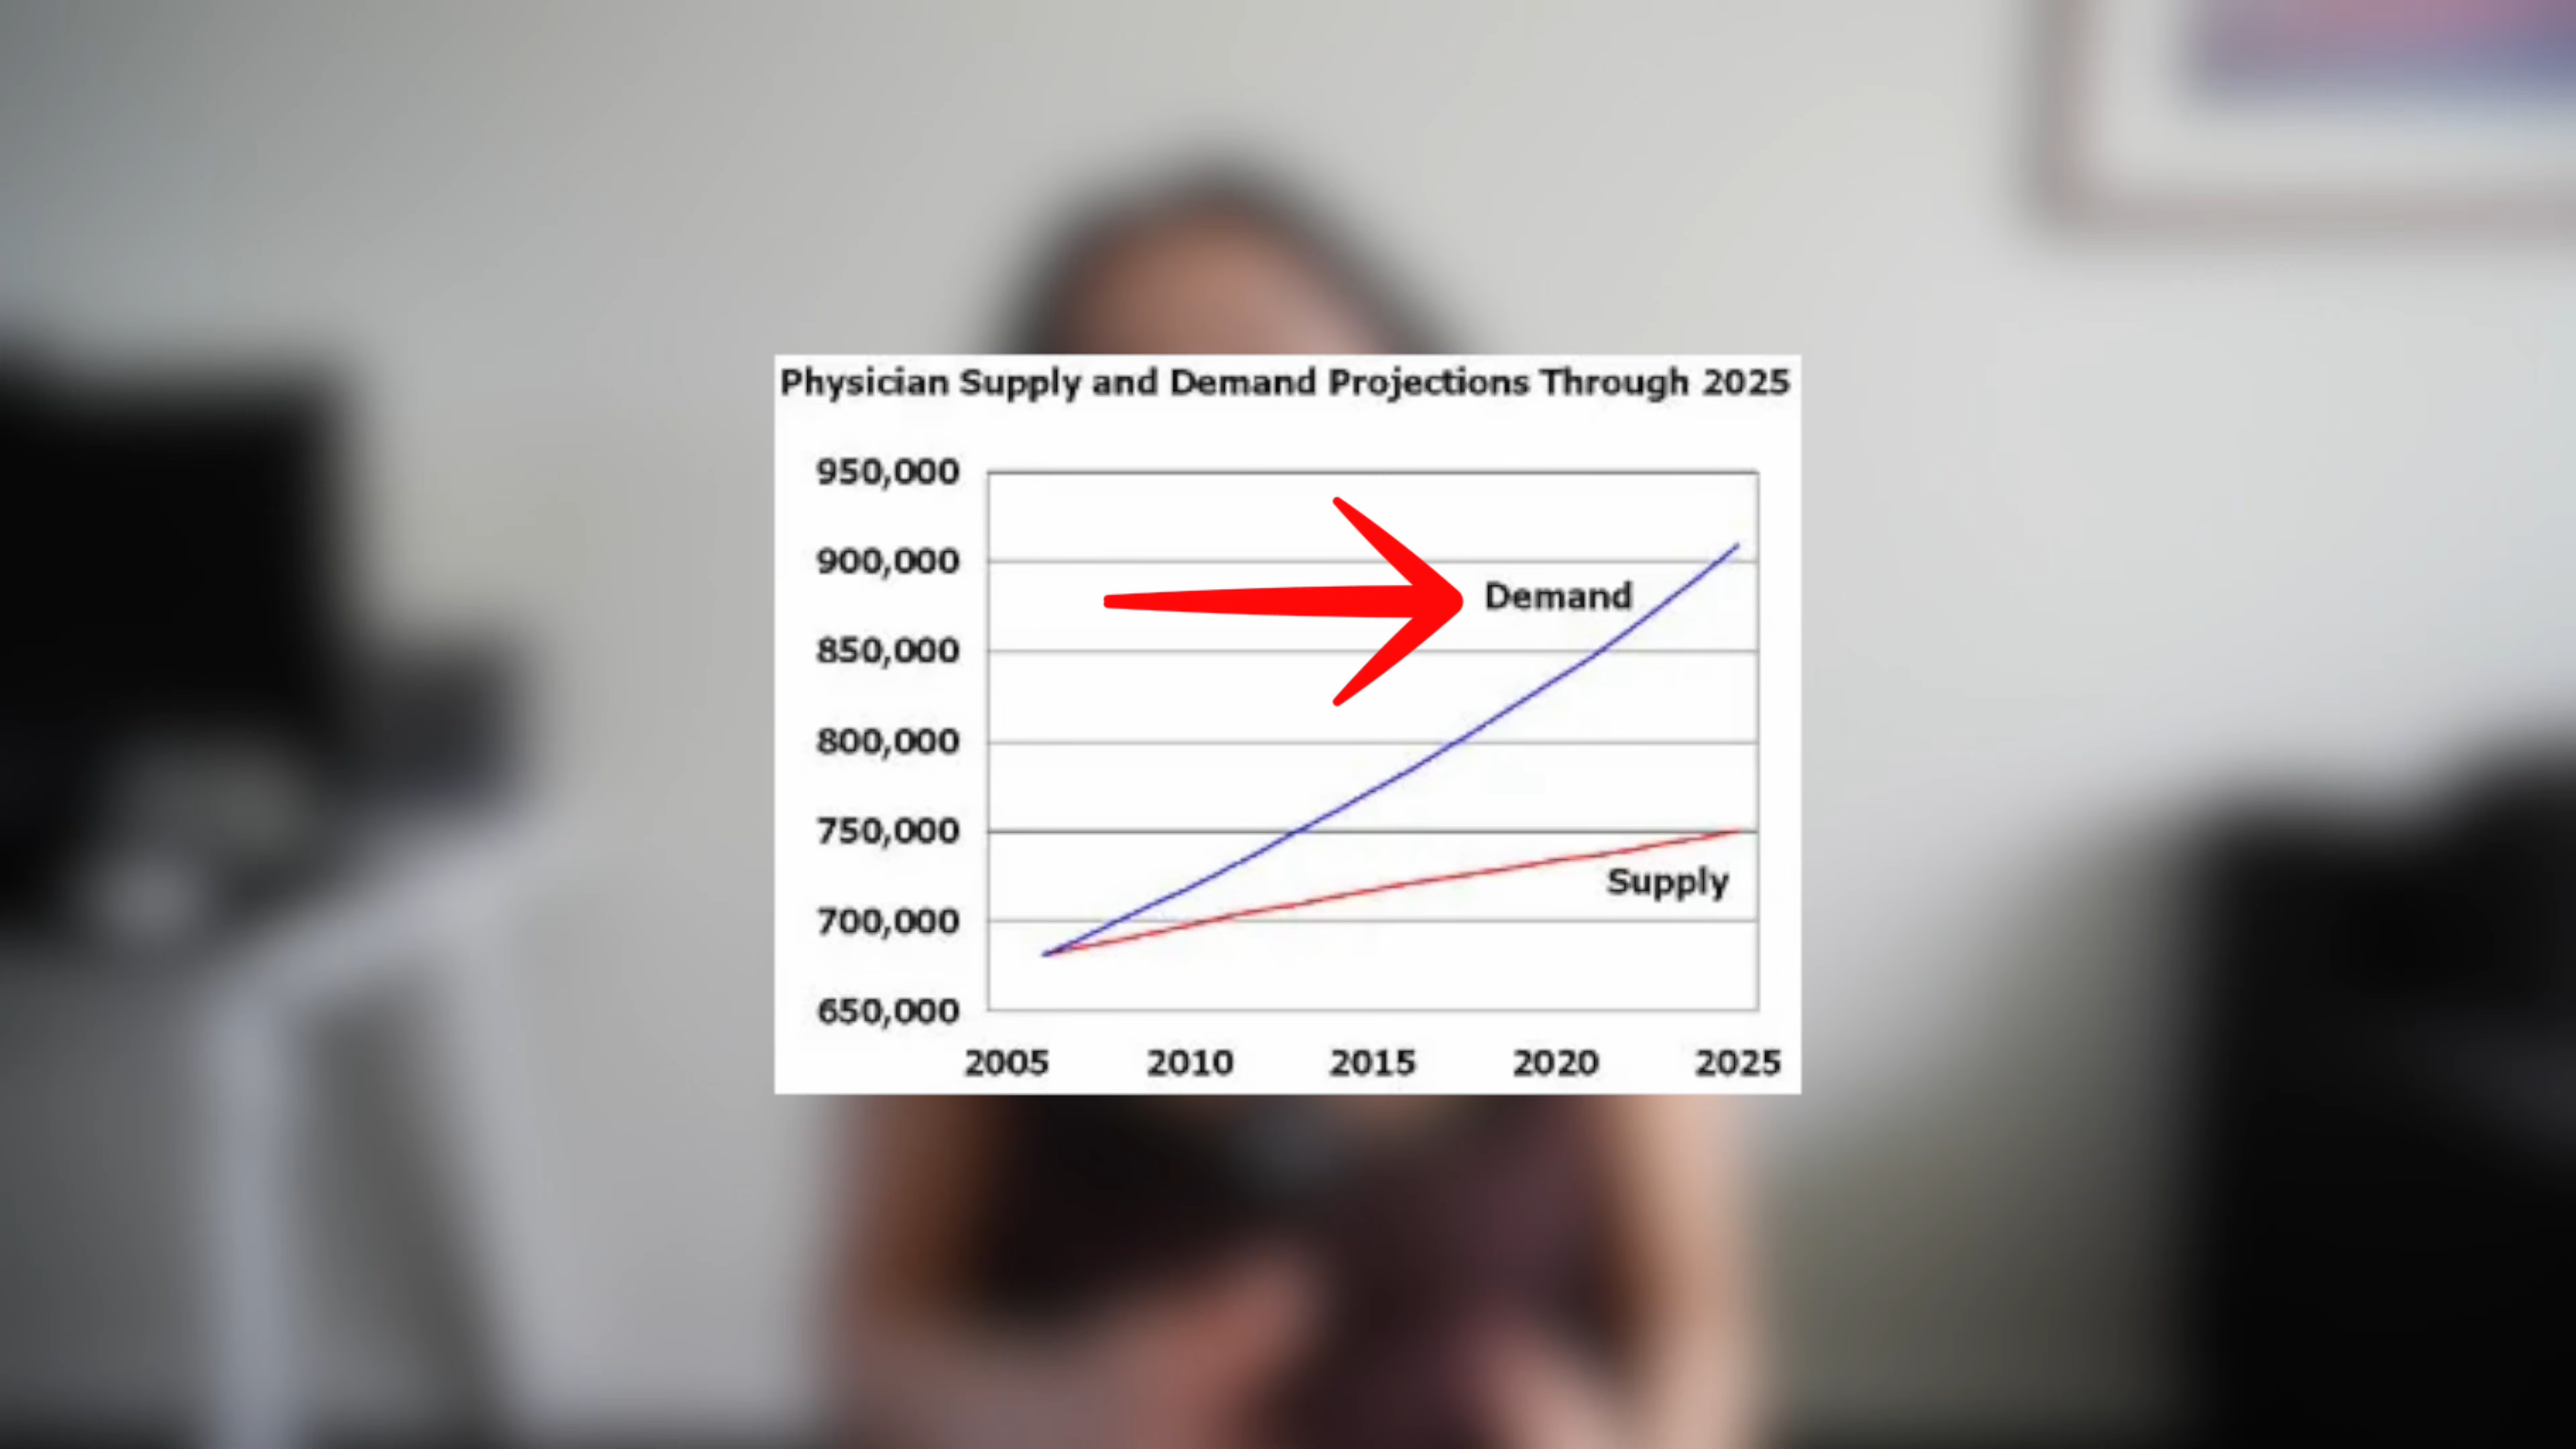 Physician Supply and Demand Projections Through 2025
950,000
900,000
Demand
850,000
800,000
750,000
Supply
700,000
650,000
2005 2010 2015 2020 2025